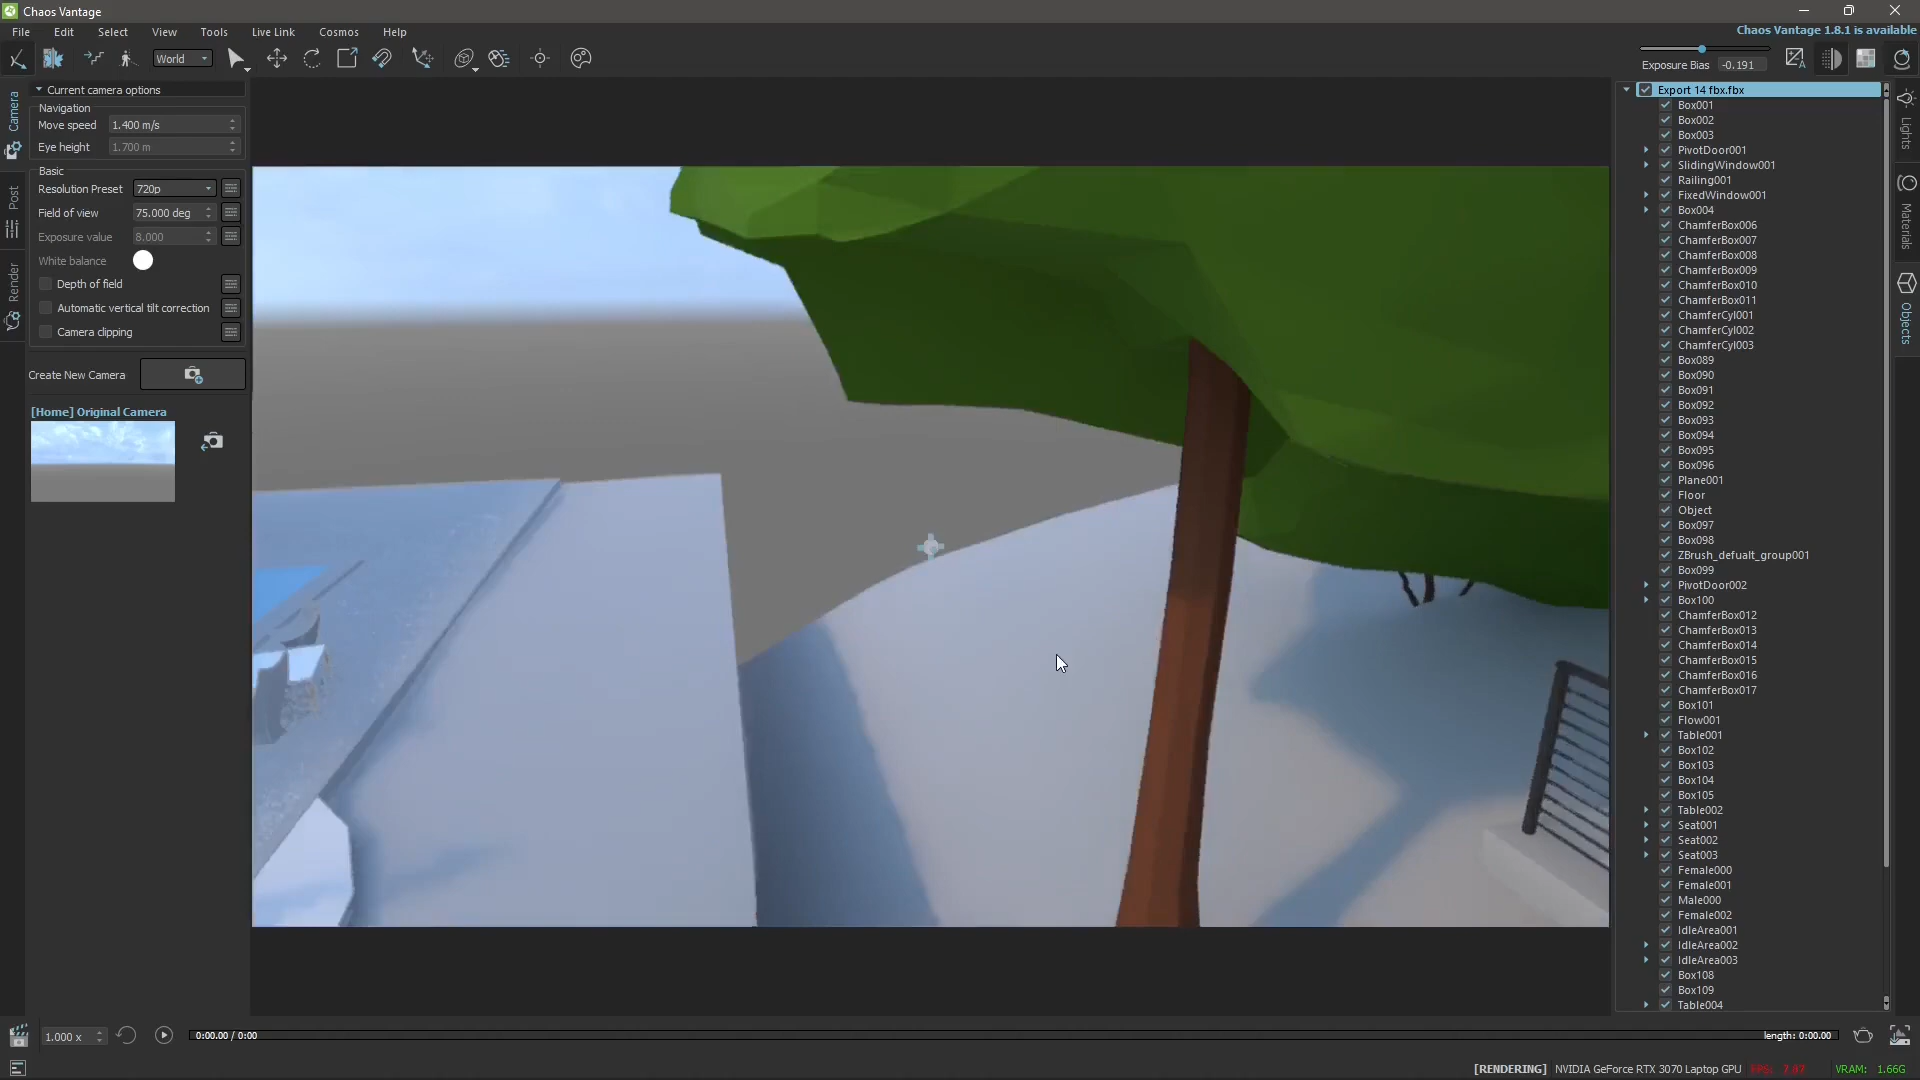 Chaos Vantage
File Edit Select View Tools Live Link Cosmos Help
Chaos Vantage 1.8.1 is available
World
Exposure Bias -0.191
Camera
Post
Render
Current camera options
Navigation
Move speed 1.400 m/s
Eye height 1.700 m
Basic
Resolution Preset 720p
Field of view 75.000 deg
Exposure value 8.000
White balance
Depth of field
Automatic vertical tilt correction
Camera clipping
Create New Camera
[Home] Original Camera
Export 14 fbx.fbx
Box001
Box002
Box003
PivotDoor001
SlidingWindow001
Railing001
FixedWindow001
Box004
ChamferBox006
ChamferBox007
ChamferBox008
ChamferBox009
ChamferBox010
ChamferBox011
ChamferCyl001
ChamferCyl002
ChamferCyl003
Box089
Box090
Box091
Box092
Box093
Box094
Box095
Box096
Plane001
Floor
Object
Box097
Box098
ZBrush_defualt_group001
Box099
PivotDoor002
Box100
ChamferBox012
ChamferBox013
ChamferBox014
ChamferBox015
ChamferBox016
ChamferBox017
Box101
Flow001
Table001
Box102
Box103
Box104
Box105
Table002
Seat001
Seat002
Seat003
Female000
Female001
Male000
Female002
IdleArea001
IdleArea002
IdleArea003
Box108
Box109
Table004
Lights
Materials
Objects
1.000 x
0:00.00 / 0:00
length: 0:00.00
[RENDERING] NVIDIA GeForce RTX 3070 Laptop GPU FPS: 7.87 VRAM: 1.66G